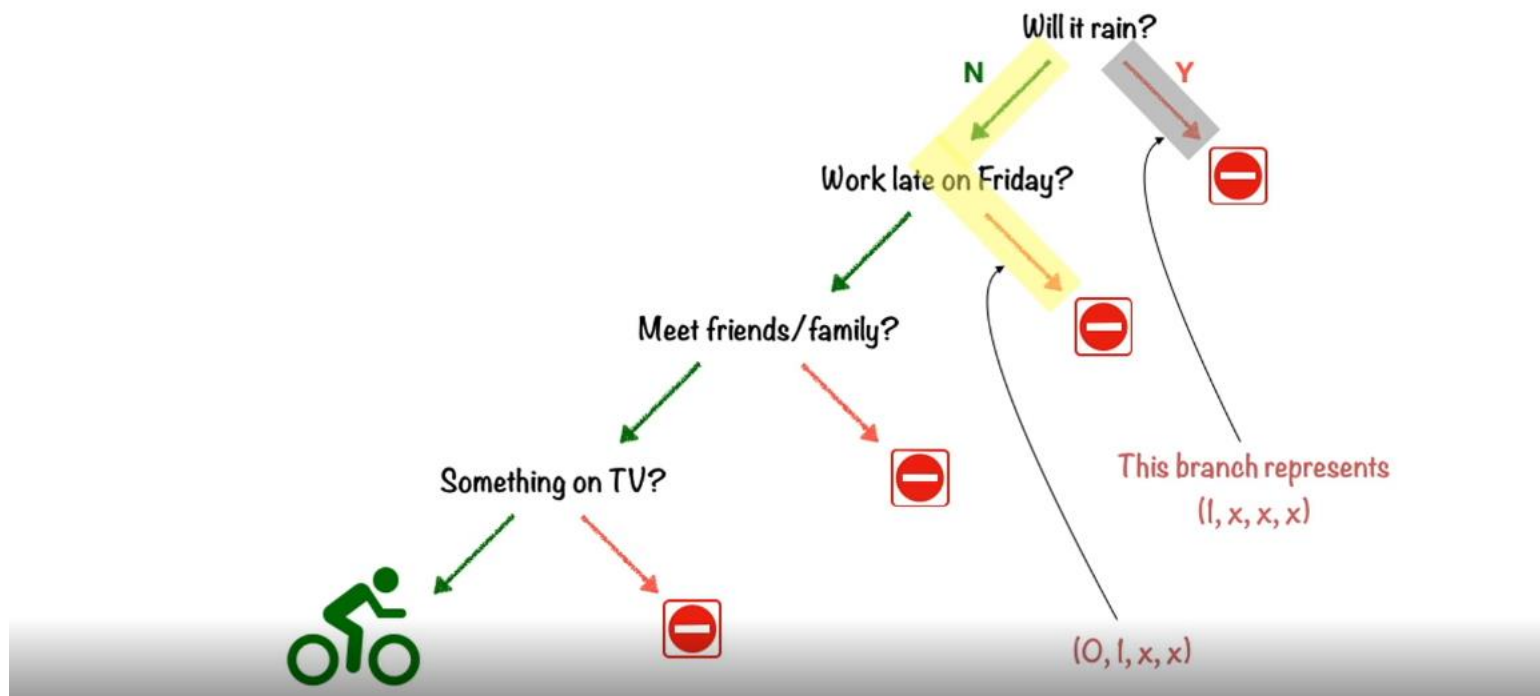 Will it rain?
N
Y
Work late on Friday?
Meet friends/family?
This branch represents
(1, x, x, x)
Something on TV?
(0, 1, x, x)